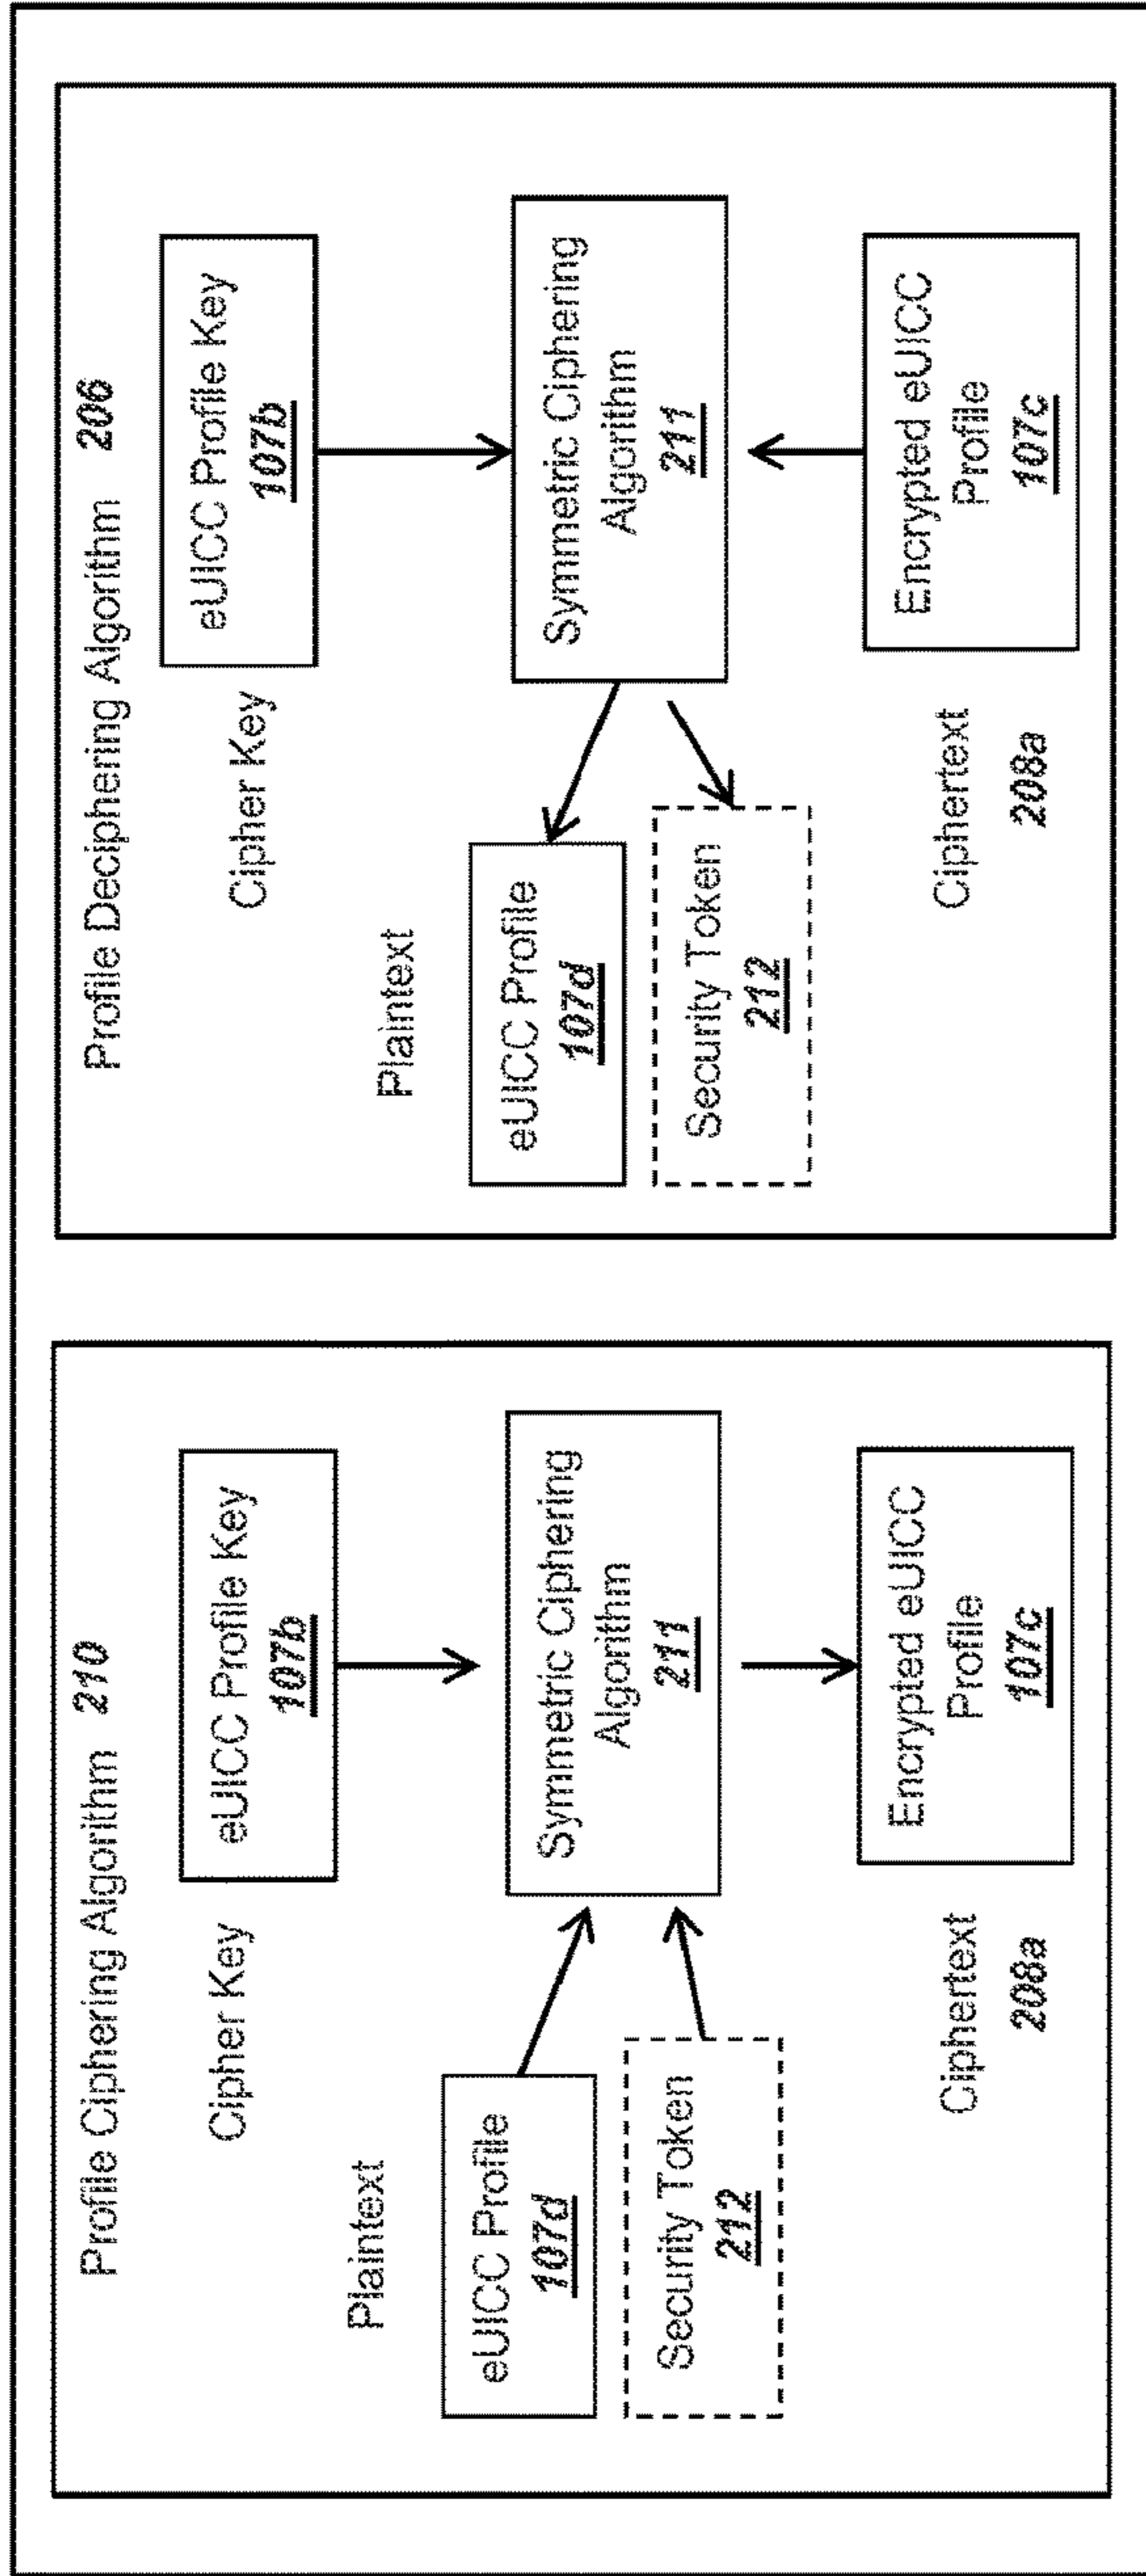 Profile Ciphering Algorithm 210
Cipher Key
eUICC Profile Key
107b
Plaintext
eUICC Profile
107d
Security Token
212
Symmetric Ciphering
Algorithm
211
Ciphertext
208a
Encrypted eUICC
Profile
107c
Profile Deciphering Algorithm 206
Cipher Key
eUICC Profile Key
107b
Plaintext
eUICC Profile
107d
Security Token
212
Symmetric Ciphering
Algorithm
211
Ciphertext
208a
Encrypted eUICC
Profile
107c